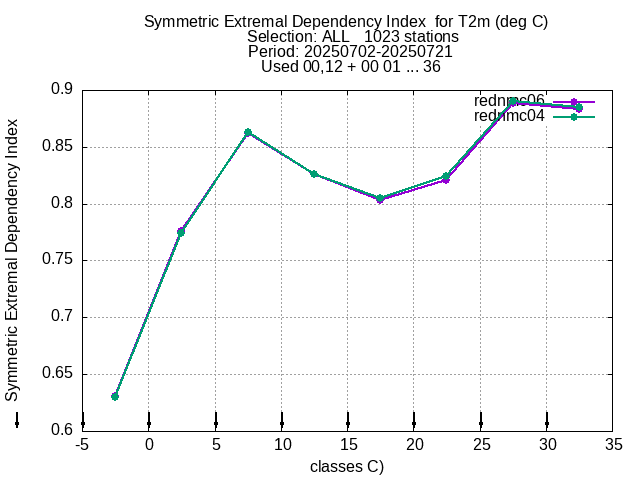 Symmetric Extremal Dependency Index  for T2m (deg C)
Selection: ALL   1023 stations
Period: 20250702-20250721
Used 00,12 + 00 01 ... 36
rednmc06
rednmc04
Symmetric Extremal Dependency Index
0.9
0.85
0.8
0.75
0.7
0.65
0.6
-5 0 5 10 15 20 25 30 35
classes C)